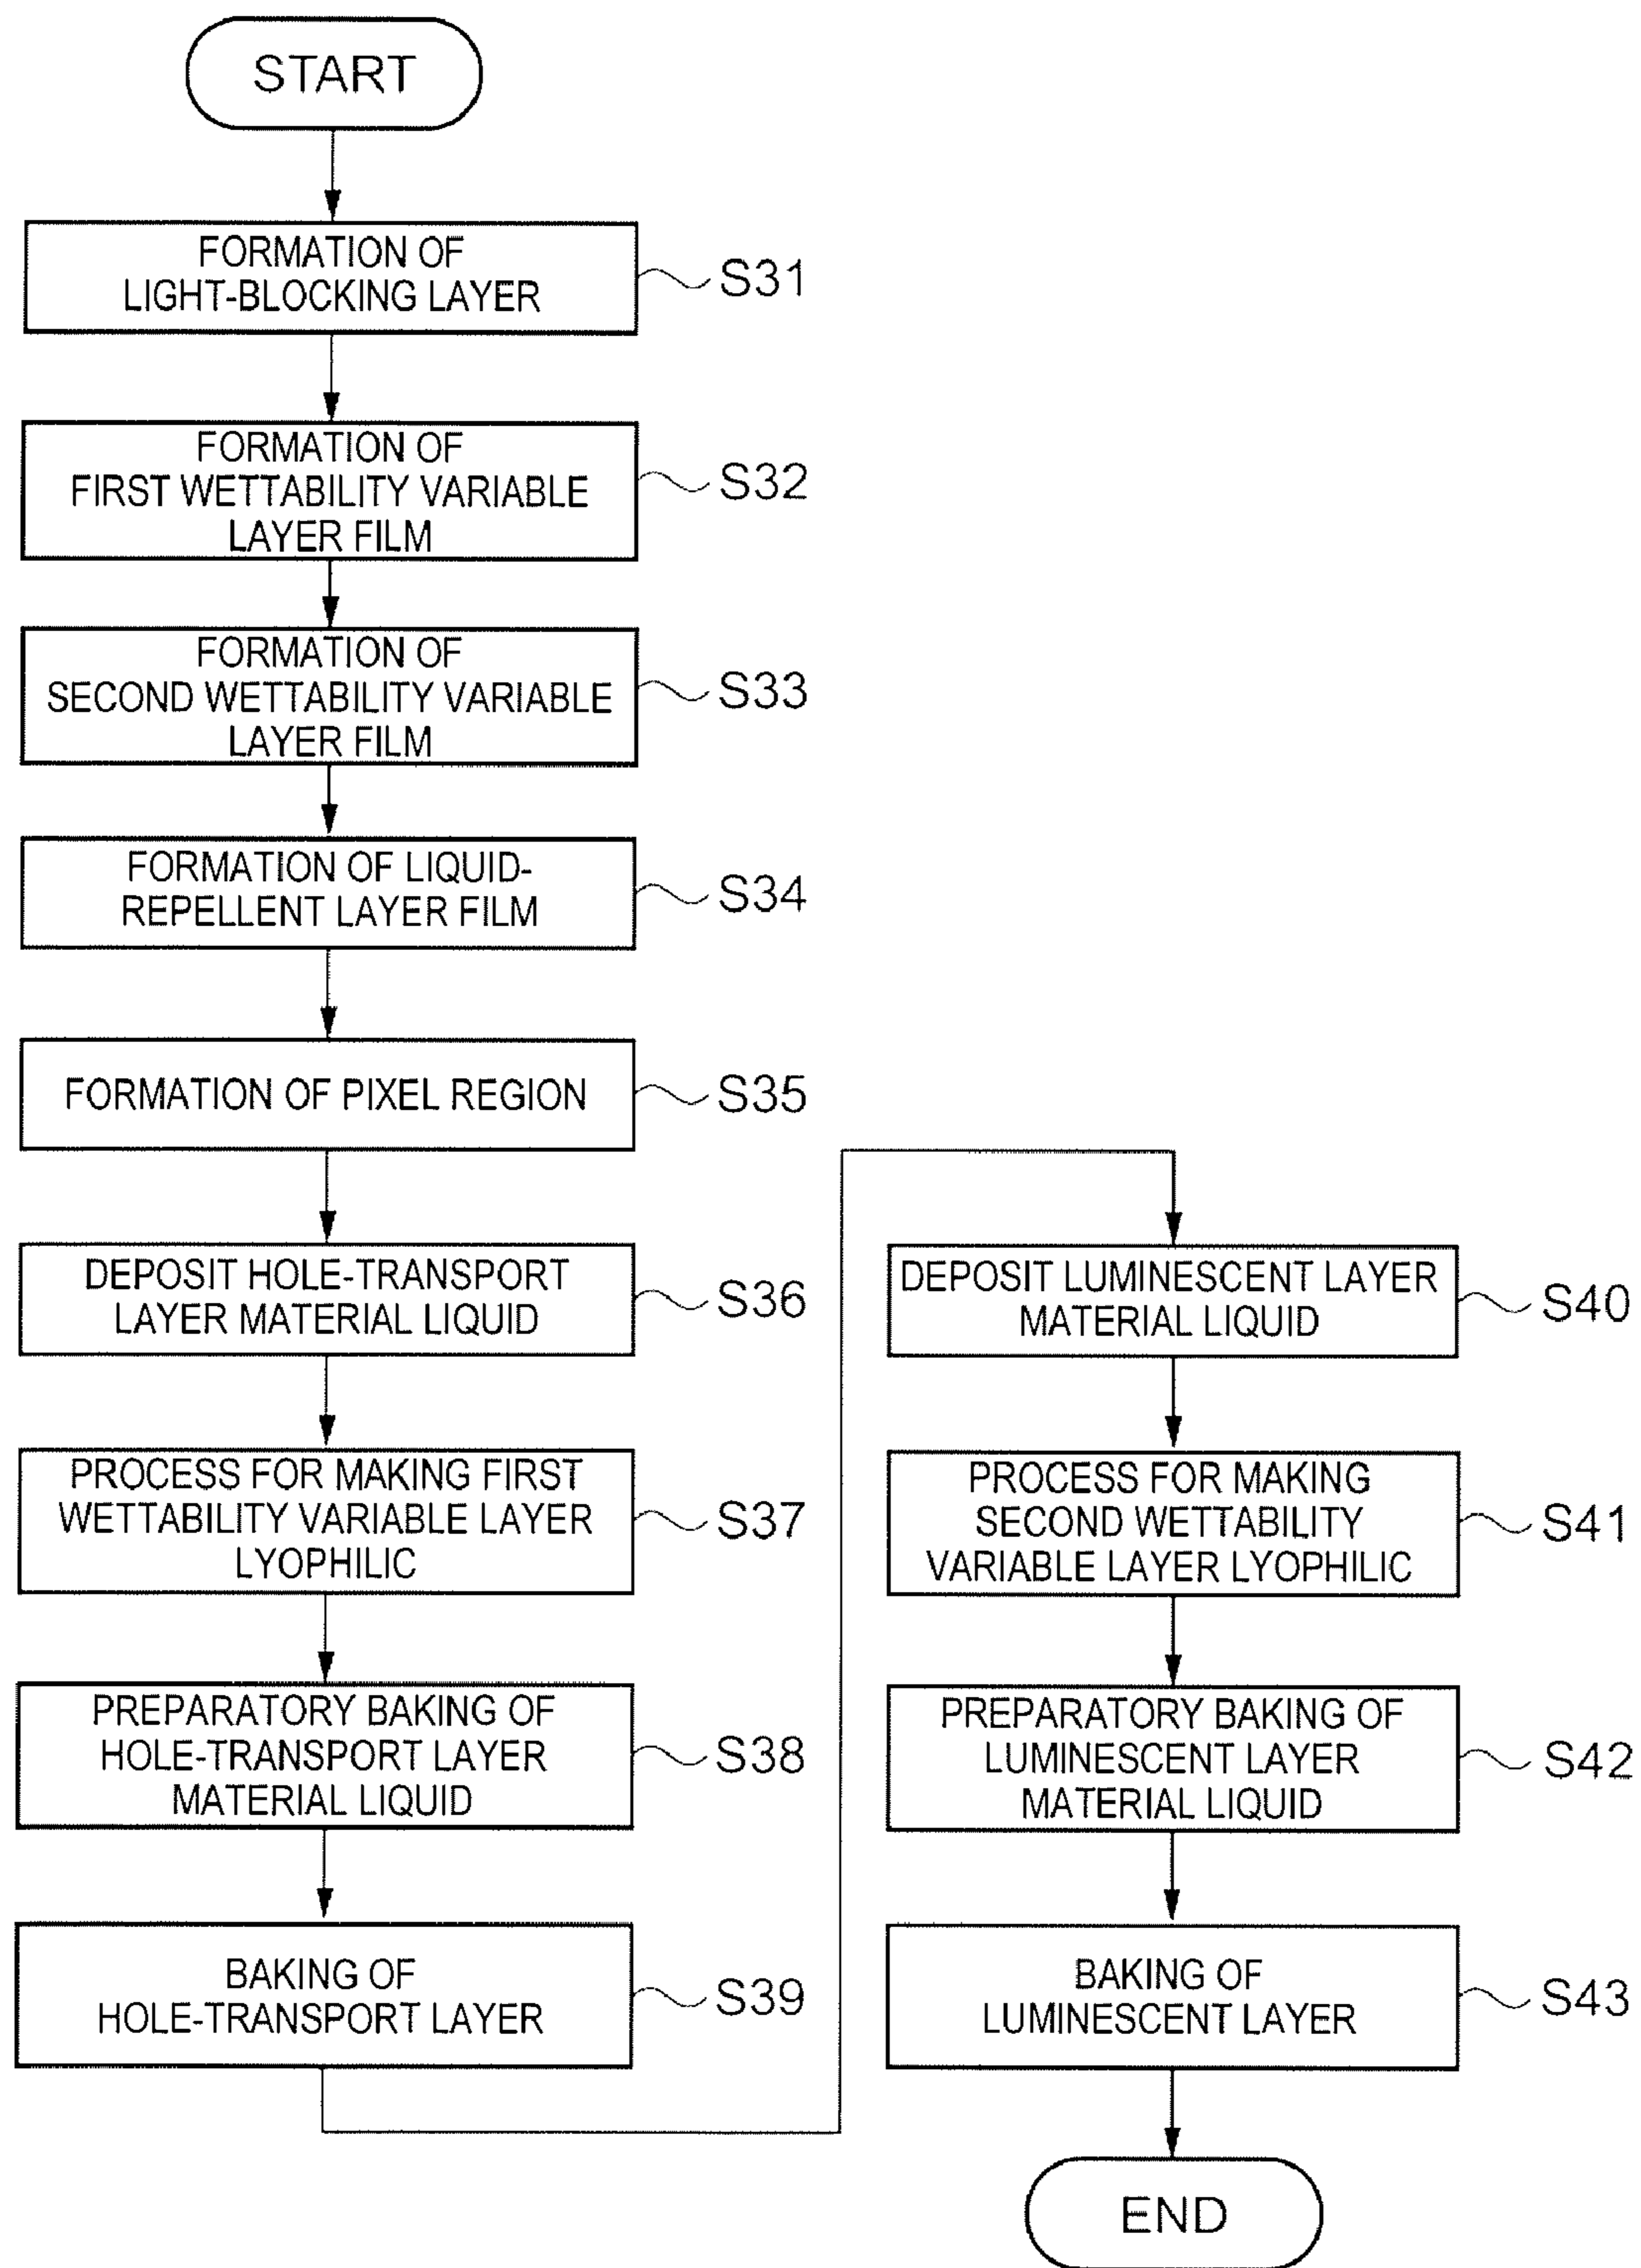 START
FORMATION OF
LIGHT-BLOCKING LAYER
S31
FORMATION OF
FIRST WETTABILITY VARIABLE
LAYER FILM
S32
FORMATION OF
SECOND WETTABILITY VARIABLE
LAYER FILM
S33
FORMATION OF LIQUID-
REPELLENT LAYER FILM
S34
FORMATION OF PIXEL REGION
S35
DEPOSIT HOLE-TRANSPORT
LAYER MATERIAL LIQUID
S36
PROCESS FOR MAKING FIRST
WETTABILITY VARIABLE LAYER
LYOPHILIC
S37
PREPARATORY BAKING OF
HOLE-TRANSPORT LAYER
MATERIAL LIQUID
S38
BAKING OF
HOLE-TRANSPORT LAYER
S39
DEPOSIT LUMINESCENT LAYER
MATERIAL LIQUID
S40
PROCESS FOR MAKING
SECOND WETTABILITY
VARIABLE LAYER LYOPHILIC
S41
PREPARATORY BAKING OF
LUMINESCENT LAYER
MATERIAL LIQUID
S42
BAKING OF
LUMINESCENT LAYER
S43
END